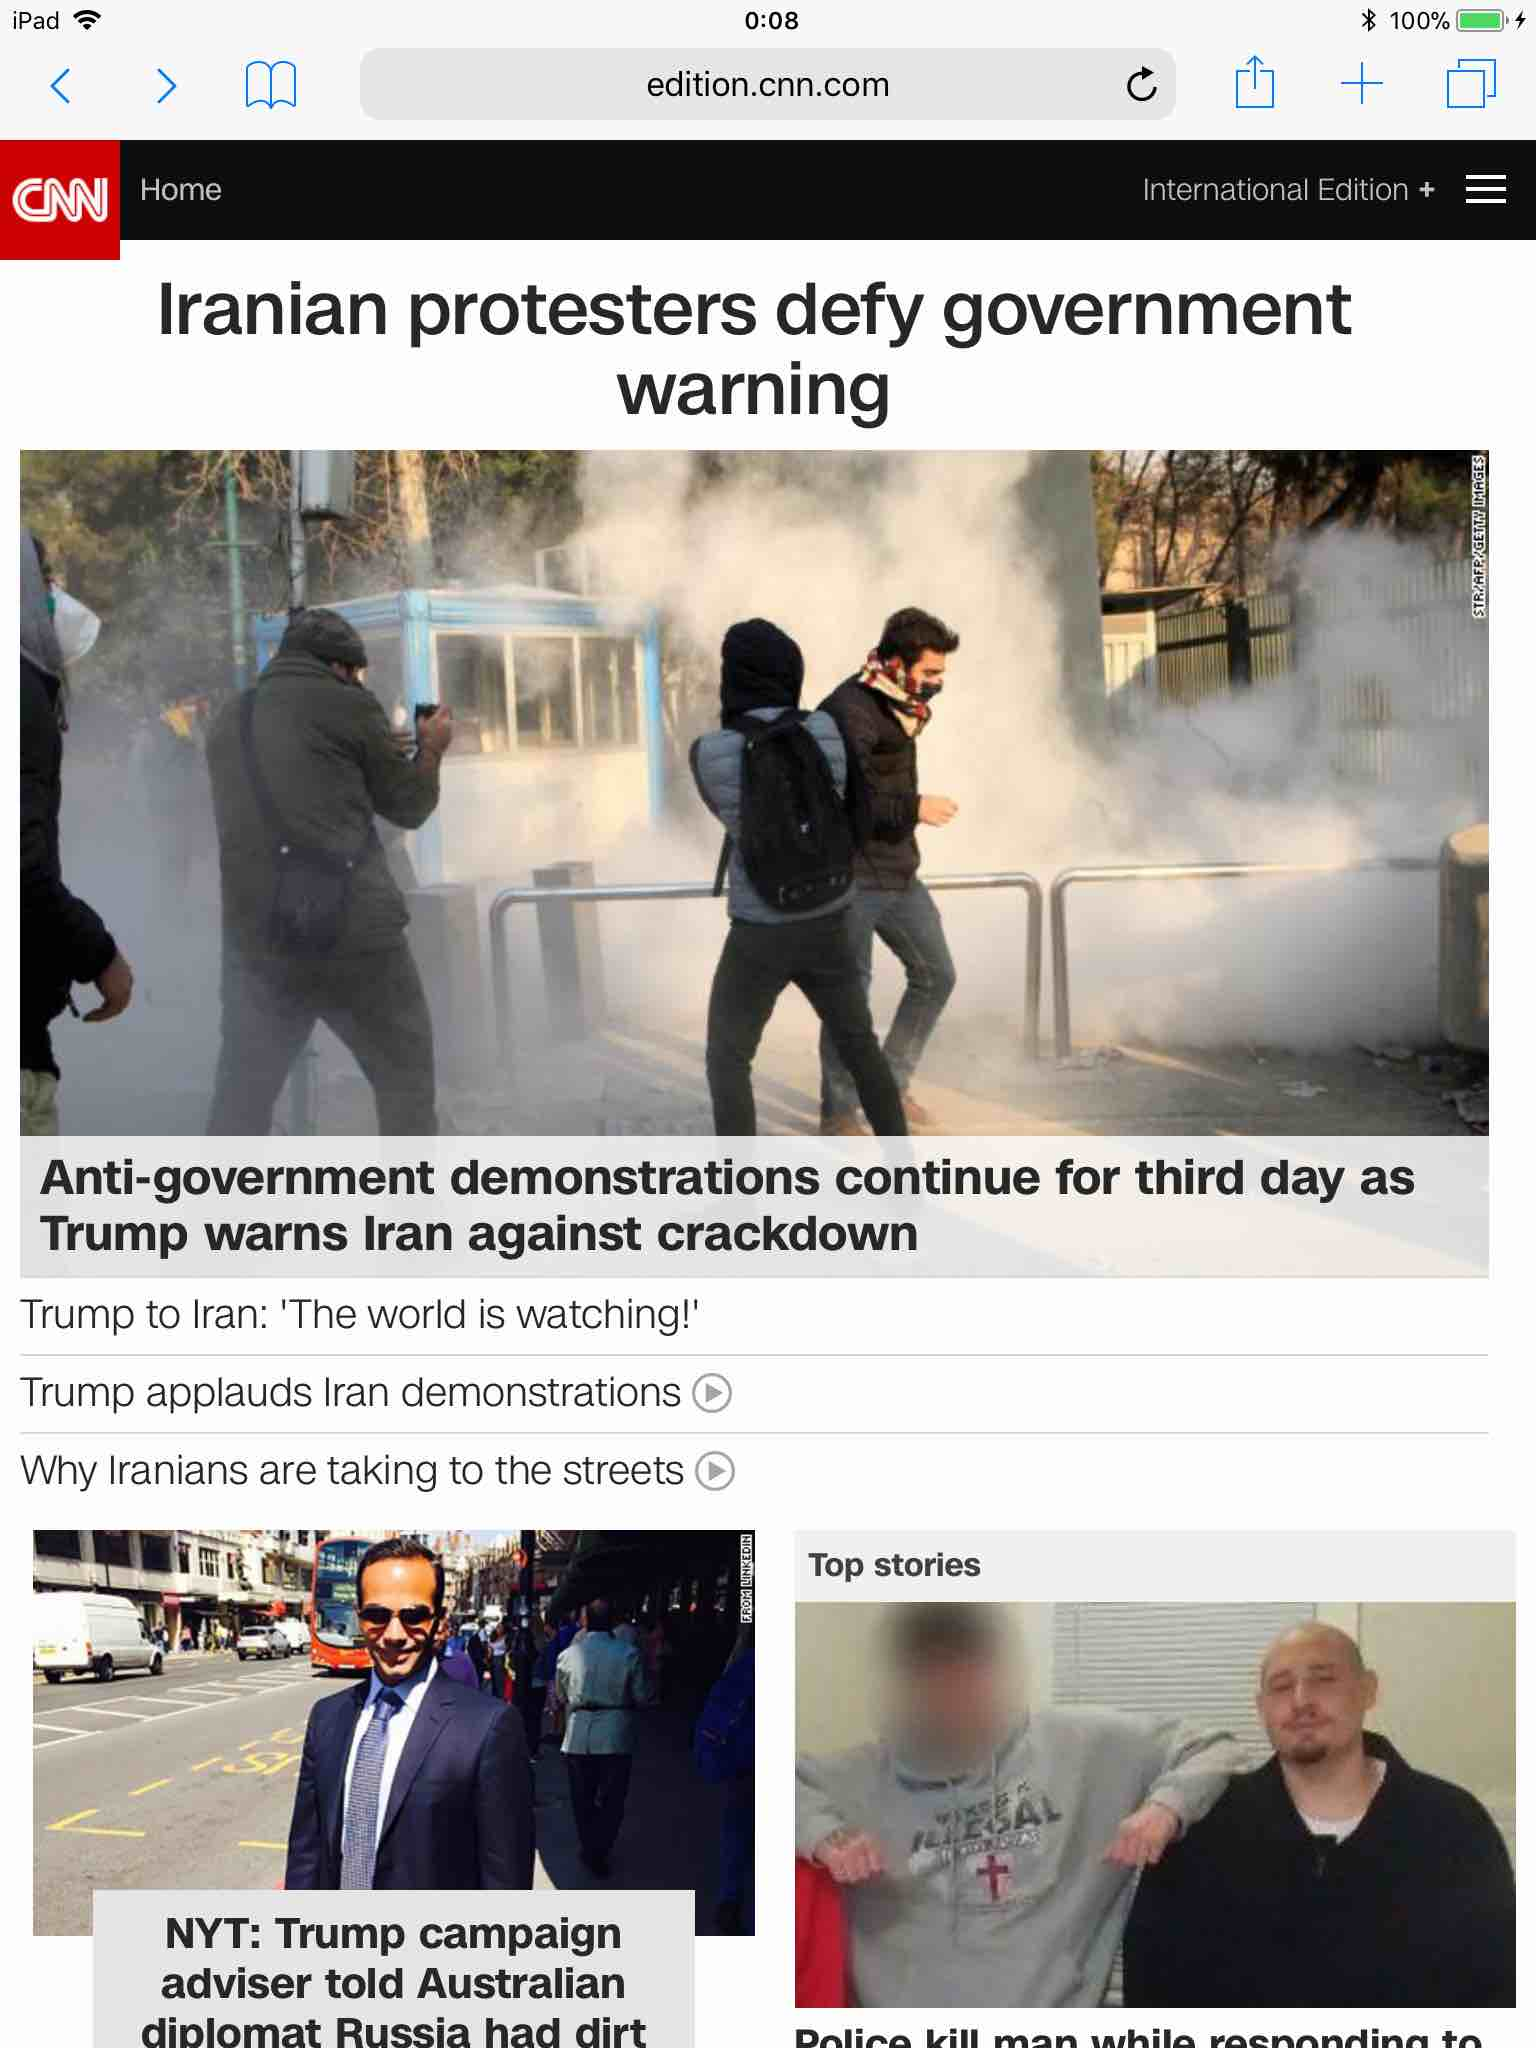 iPad
0:08
100%
edition.cnn.com
CNN
Home
International Edition +
Iranian protesters defy government
warning
STR/AFP/GETTY IMAGES
Anti-government demonstrations continue for third day as
Trump warns Iran against crackdown
Trump to Iran: 'The world is watching!'
Trump applauds Iran demonstrations
Why Iranians are taking to the streets
FROM LINKEDIN
NYT: Trump campaign
adviser told Australian
diplomat Russia had dirt
Top stories
ILLEGAL
Police kill man while responding to